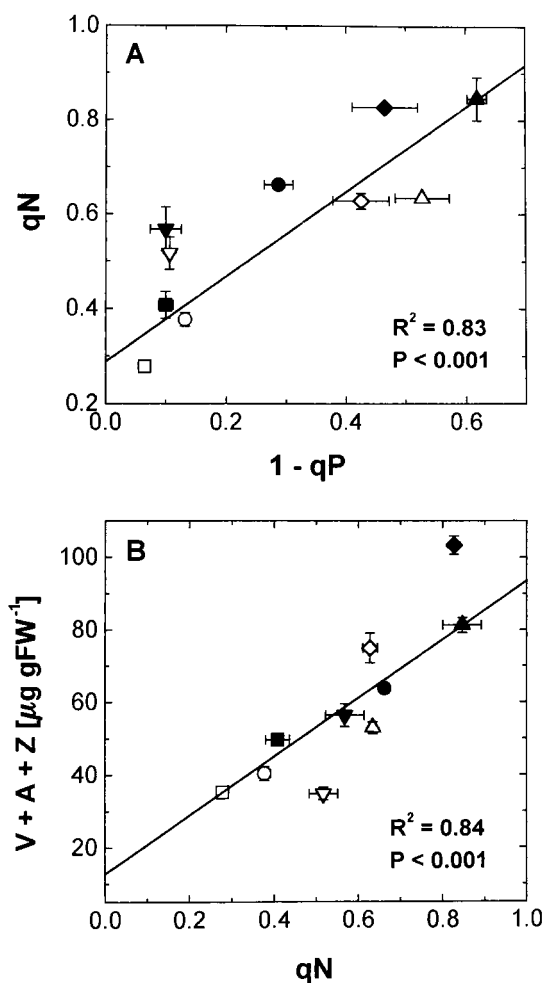 A
1.0
0.8
0.6
0.4
0.2
qN
R² = 0.83
P < 0.001
0.0 0.2 0.4 0.6
1 - qP
B
100
80
60
40
20
V + A + Z [µg gFW⁻¹]
R² = 0.84
P < 0.001
0.0 0.2 0.4 0.6 0.8 1.0
qN